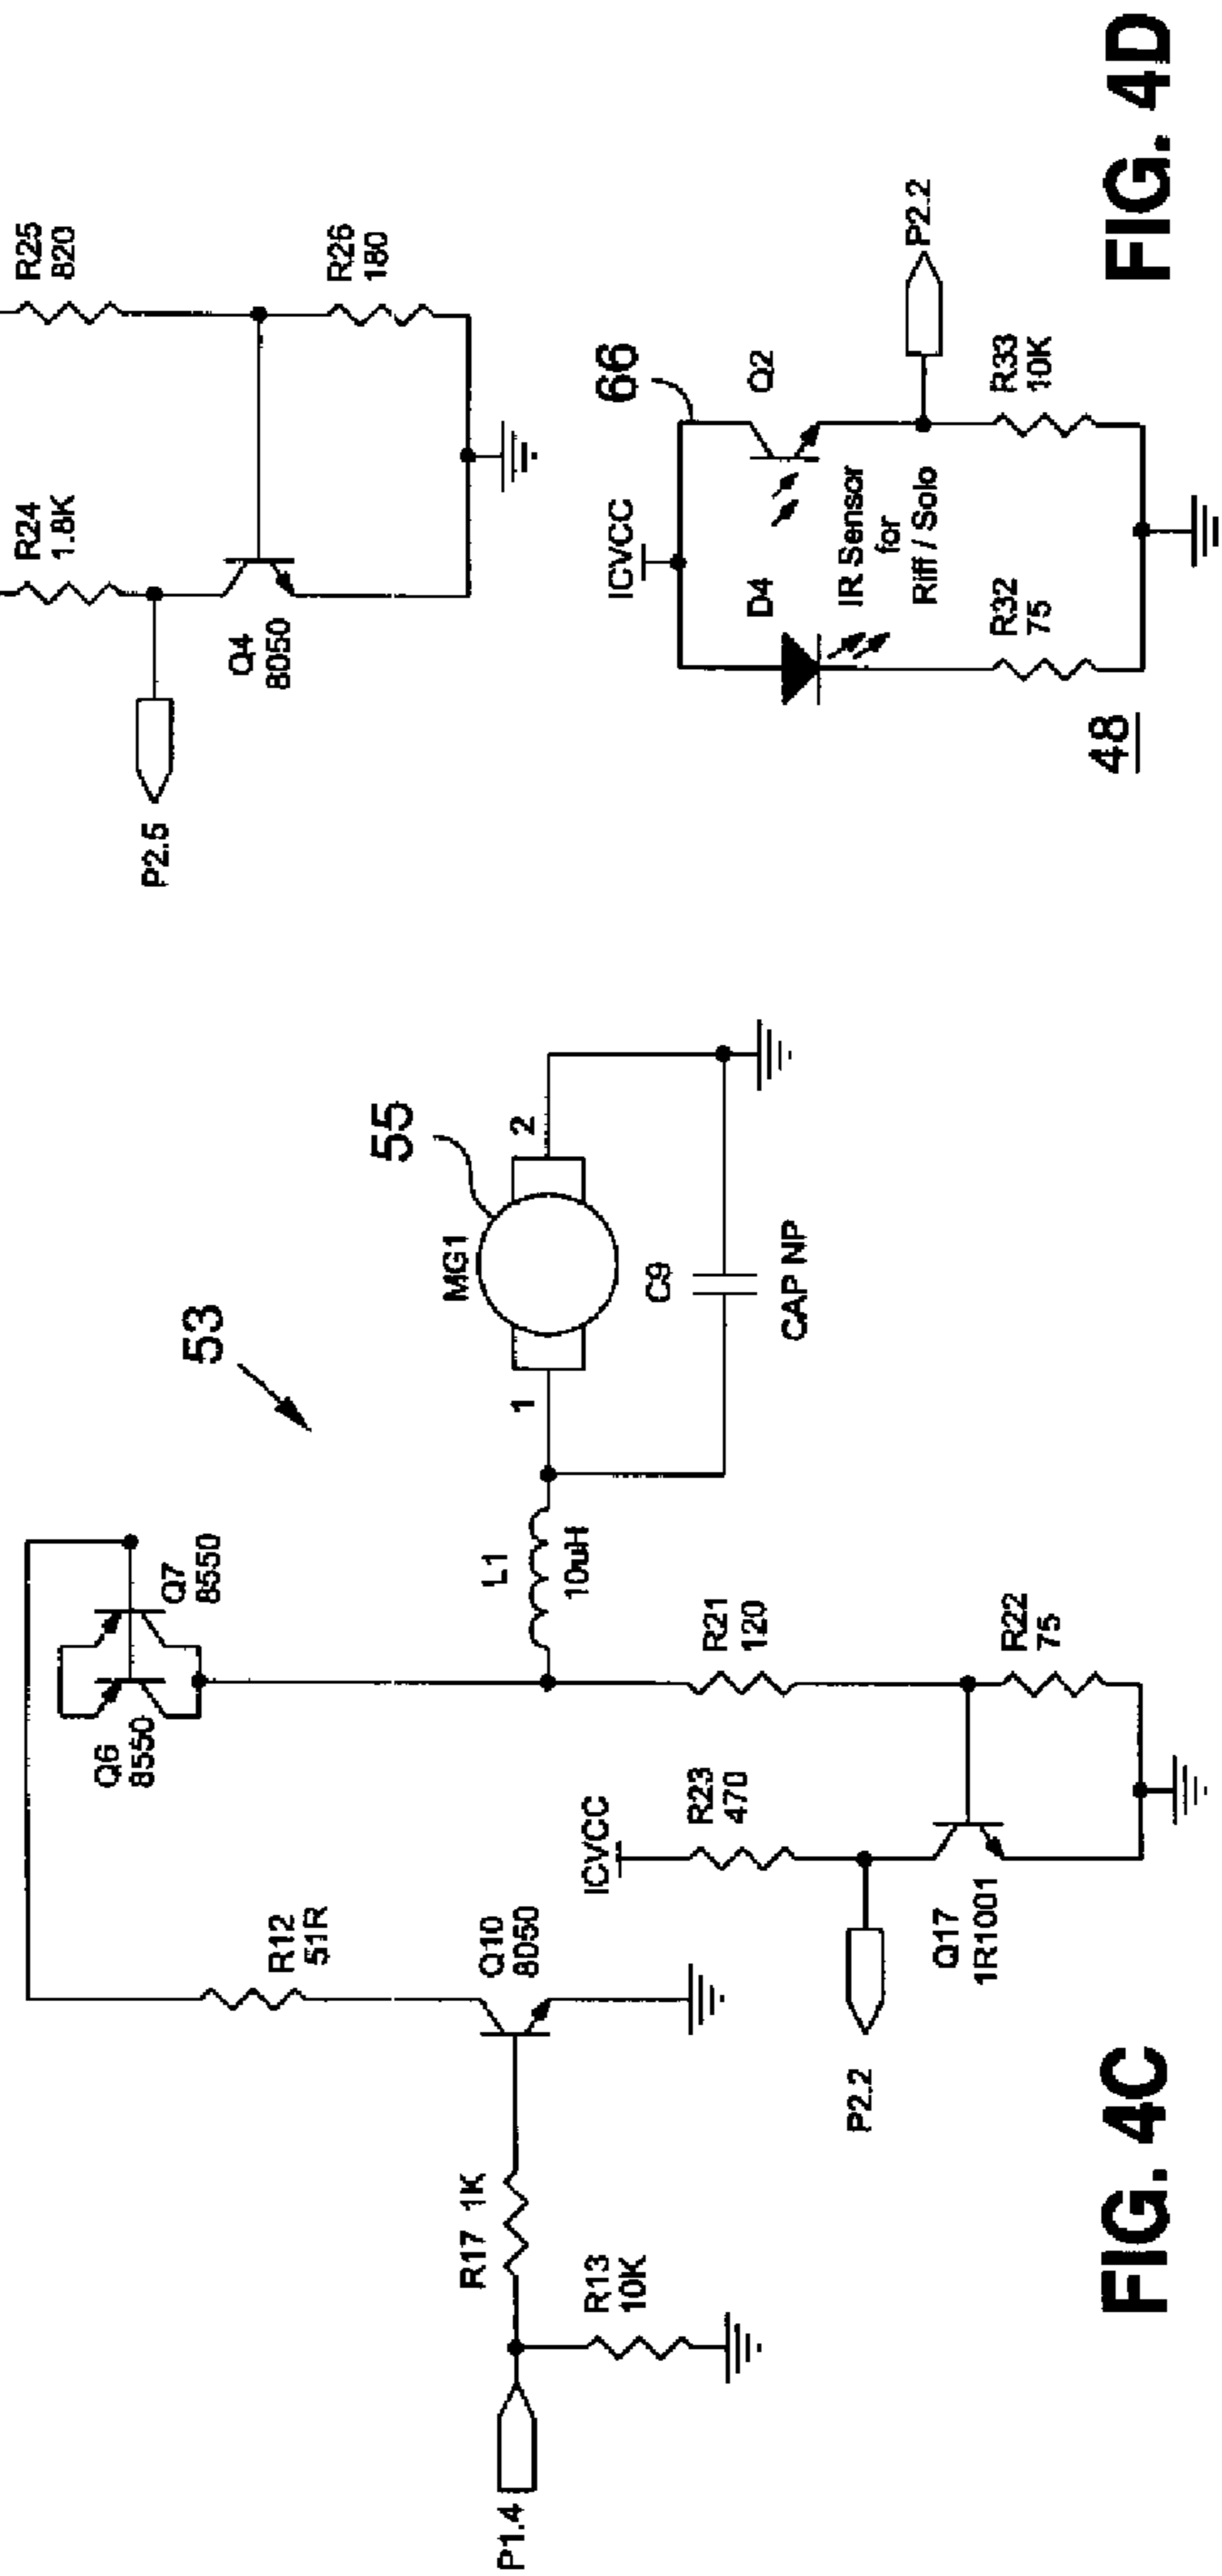 R24
1.8K
R25
820
P2.5
Q4
8050
R26
180
ICVCC
66
D4
Q2
IR Sensor
for
Riff / Solo
P2.2
R32
75
R33
10K
48
FIG. 4D
53
Q6
8550
Q7
8550
R12
51R
Q10
8050
R17 1K
R13
10K
P1.4
L1
10uH
MG1
55
1
2
C9
CAP NP
ICVCC
R23
470
R21
120
P2.2
Q17
1R1001
R22
75
FIG. 4C